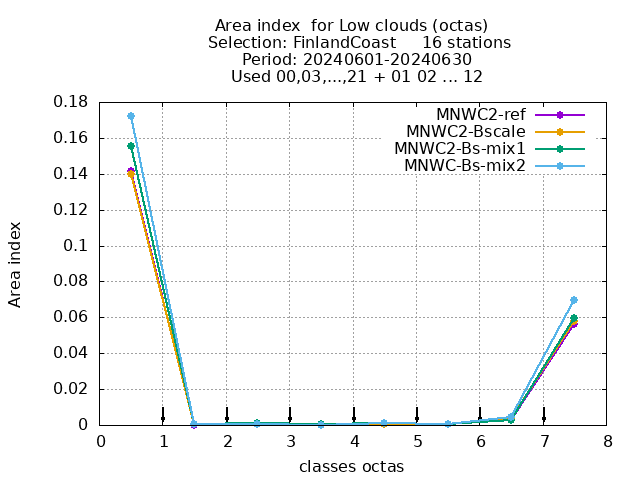 Area index  for Low clouds (octas)
Selection: FinlandCoast     16 stations
Period: 20240601-20240630
Used 00,03,...,21 + 01 02 ... 12
MNWC2-ref
MNWC2-Bscale
MNWC2-Bs-mix1
MNWC-Bs-mix2
Area index
0.18
0.16
0.14
0.12
0.1
0.08
0.06
0.04
0.02
0
0 1 2 3 4 5 6 7 8
classes octas